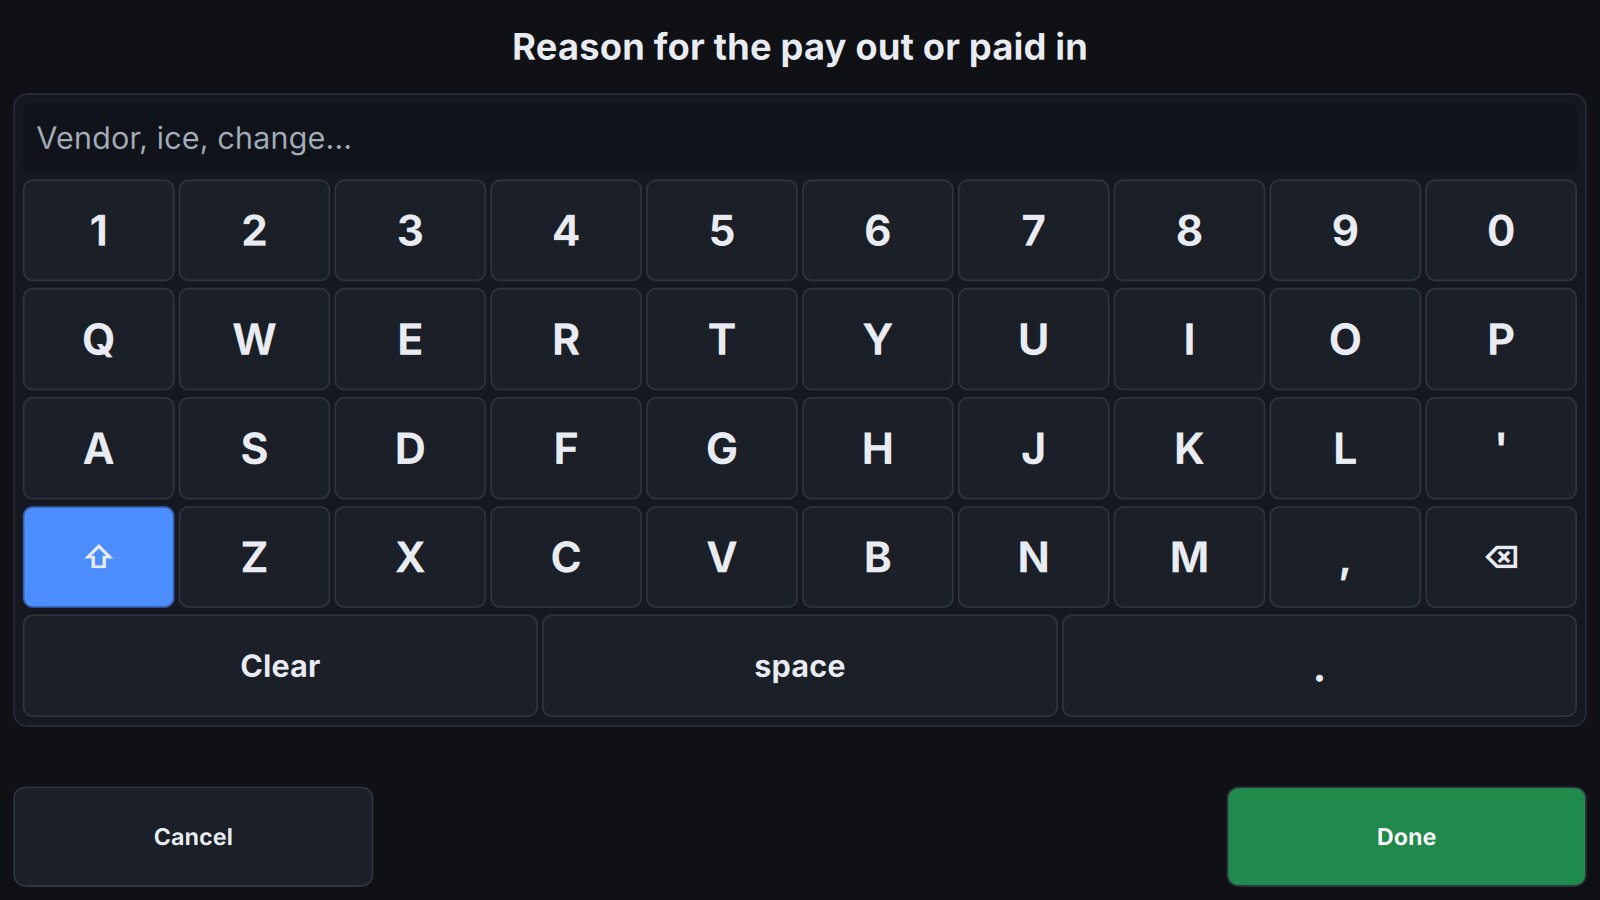 Reason for the pay out or paid in
Vendor, ice, change...
1 2 3 4 5 6 7 8 9 0
Q W E R T Y U I O P
A S D F G H J K L '
⇧ Z X C V B N M , ⌫
Clear space .
Cancel Done